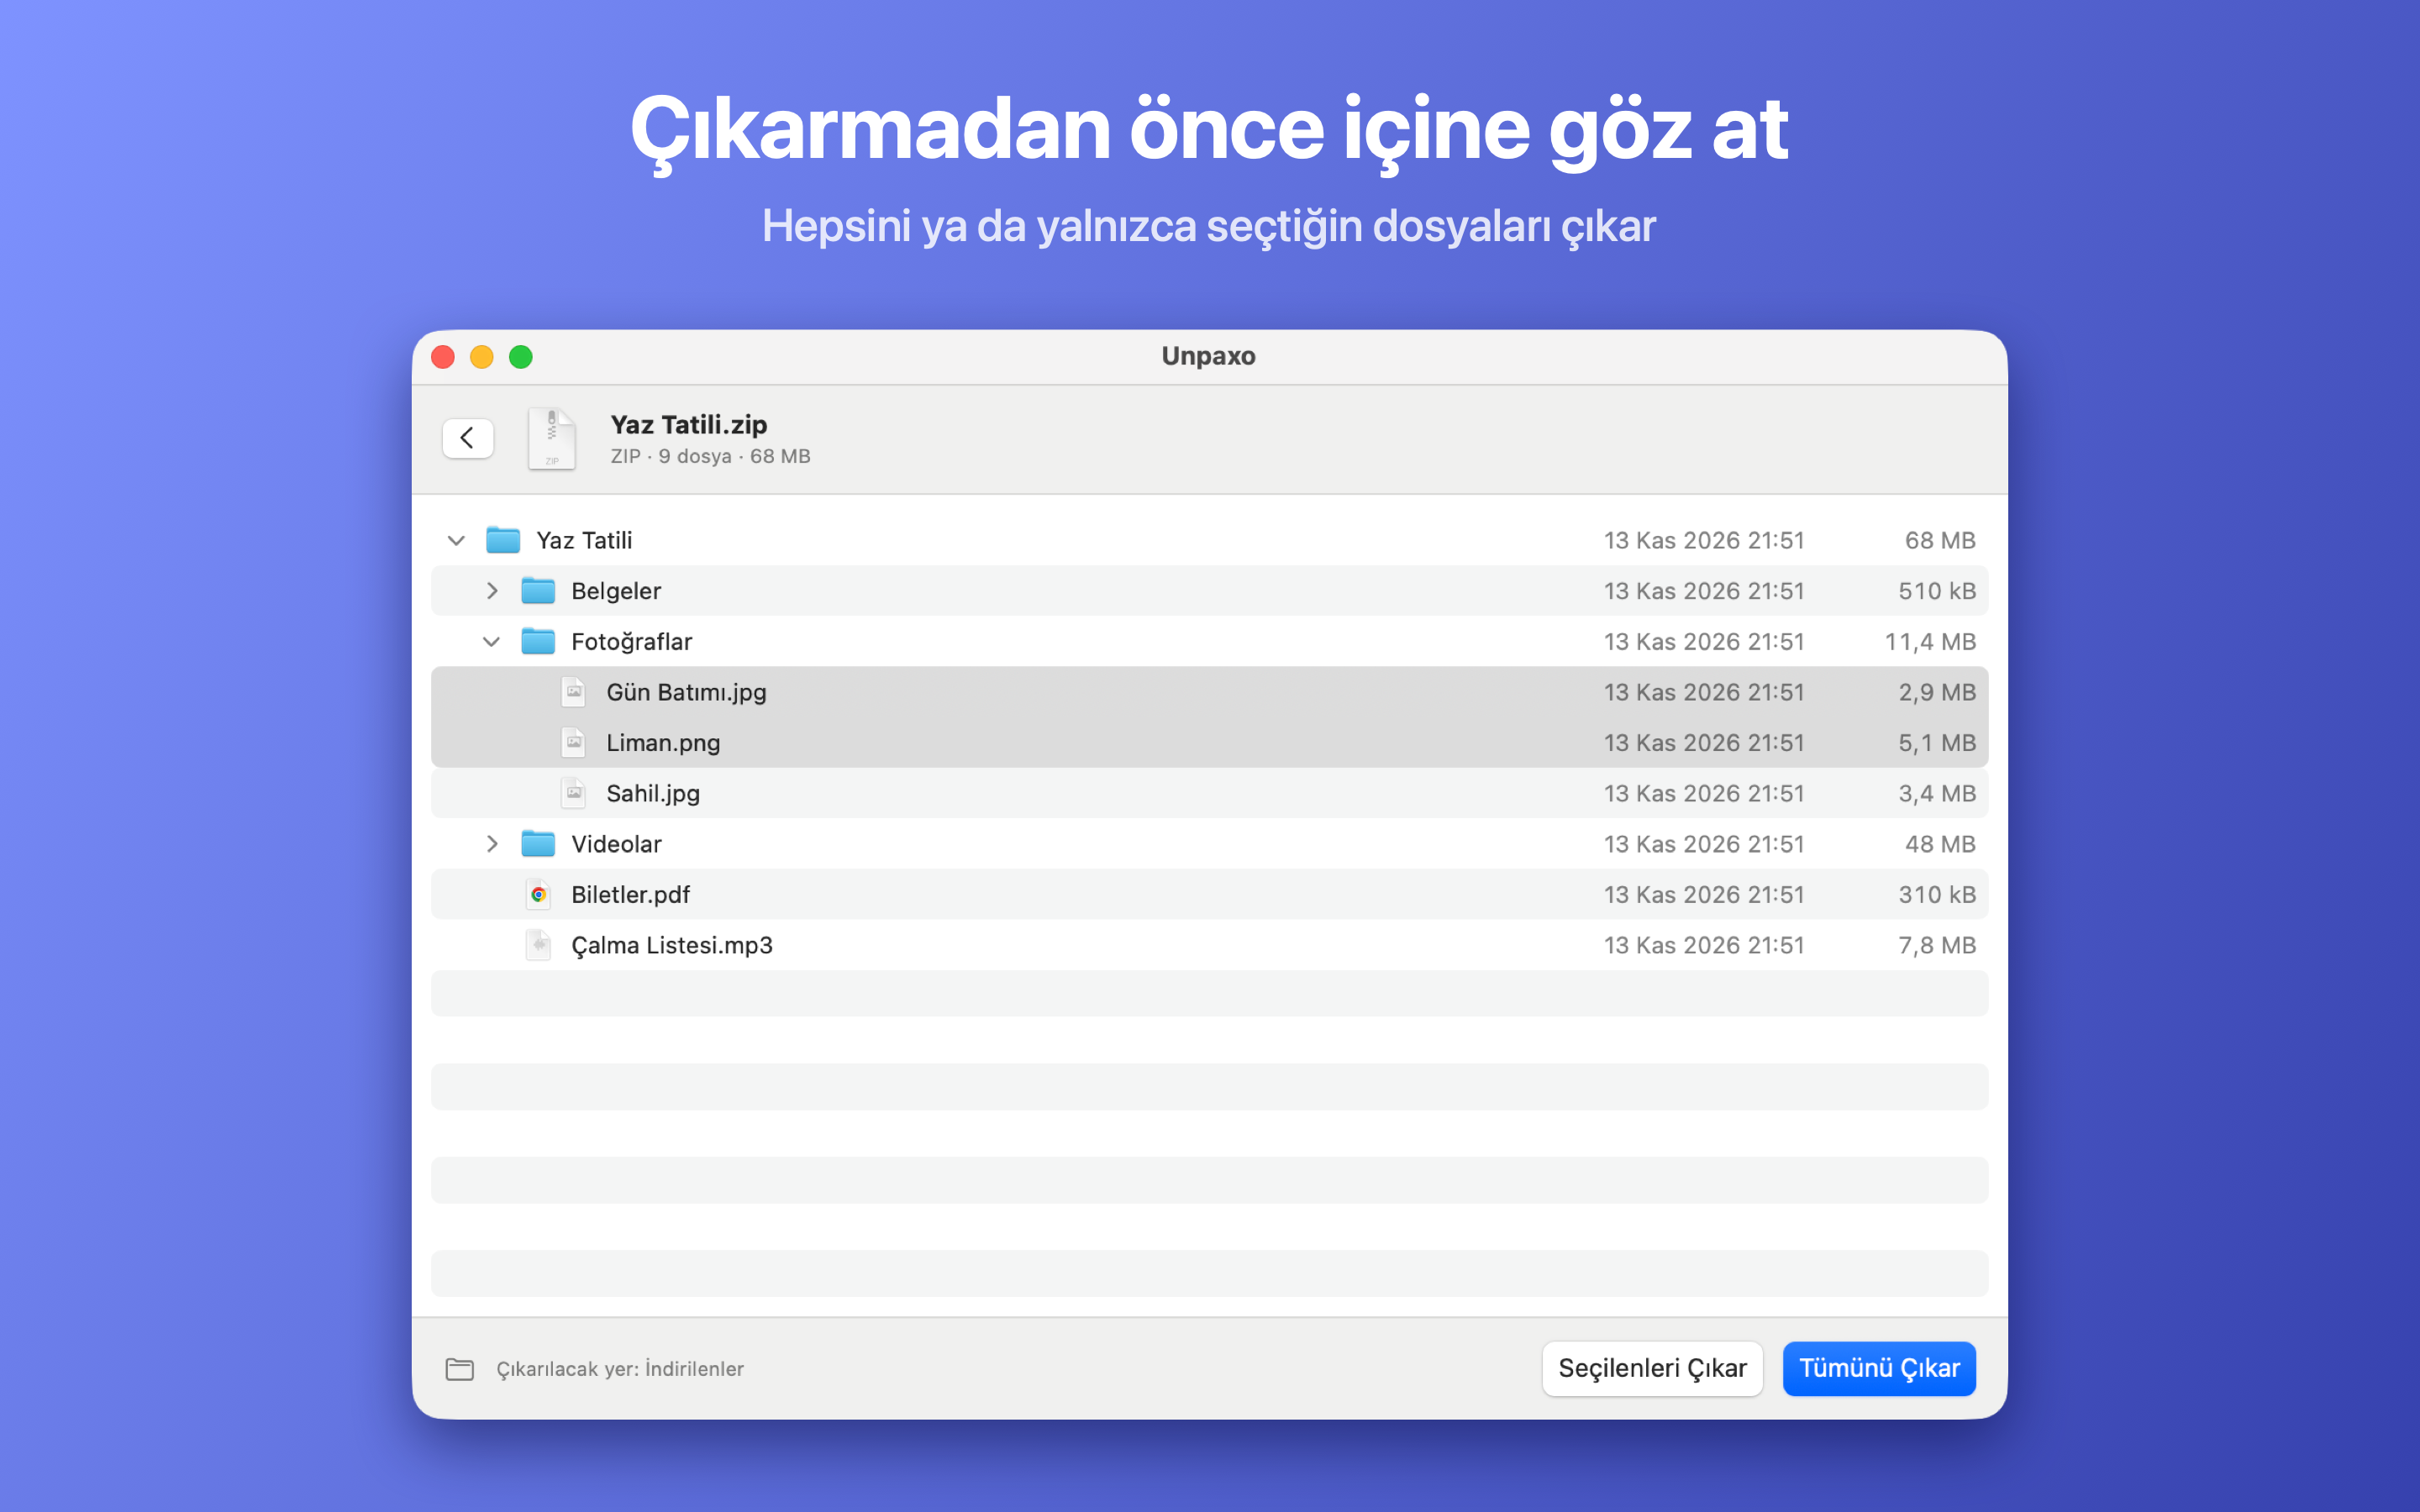 Çıkarmadan önce içine göz at
Hepsini ya da yalnızca seçtiğin dosyaları çıkar
Unpaxo
ZIP
Yaz Tatili.zip
ZIP · 9 dosya · 68 MB
Yaz Tatili 13 Kas 2026 21:51 68 MB
Belgeler 13 Kas 2026 21:51 510 kB
Fotoğraflar 13 Kas 2026 21:51 11,4 MB
Gün Batımı.jpg 13 Kas 2026 21:51 2,9 MB
Liman.png 13 Kas 2026 21:51 5,1 MB
Sahil.jpg 13 Kas 2026 21:51 3,4 MB
Videolar 13 Kas 2026 21:51 48 MB
Biletler.pdf 13 Kas 2026 21:51 310 kB
Çalma Listesi.mp3 13 Kas 2026 21:51 7,8 MB
Çıkarılacak yer: İndirilenler Seçilenleri Çıkar Tümünü Çıkar